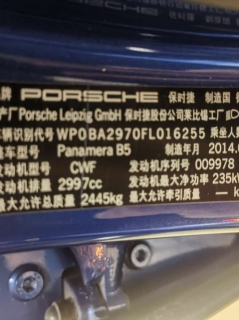 牌 PORSCHE 保时捷 制造国
产厂 Porsche Leipzig GmbH 保时捷股份公司莱比锡工厂
车辆识别代号 WP0BA2970FL016255 乘坐人
车型号 Panamera B5 制造年月 2014.
发动机型号 CWF 发动机序列号 009978
发动机排量 2997cc 发动机最大净功率 235k
最大允许总质量 2445kg 最大允许牵引质量 -